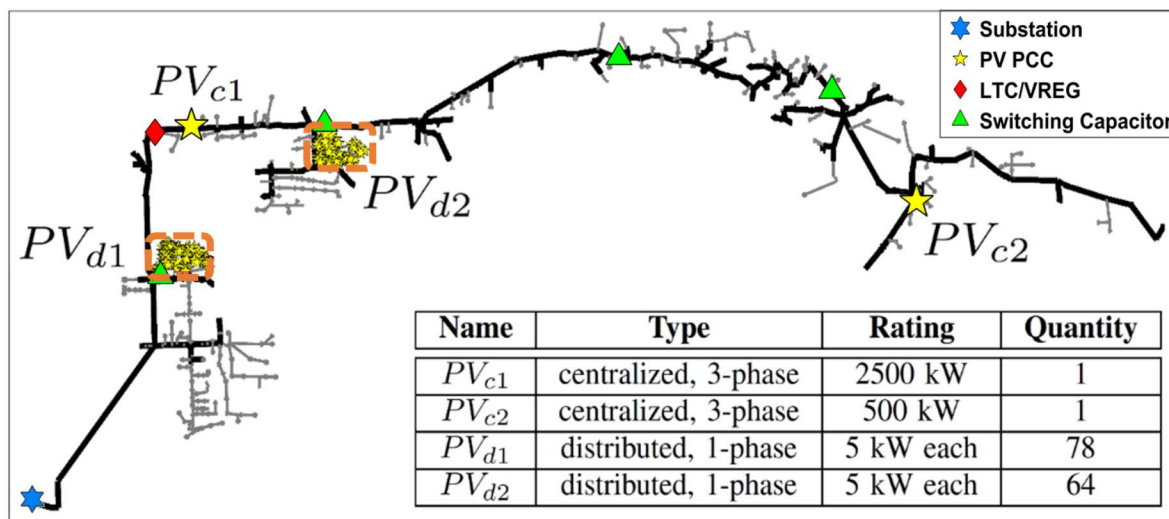 Substation
PV PCC
LTC/VREG
Switching Capacitor
PVc1
PVd2
PVd1
PVc2
Name Type Rating Quantity
PVc1 centralized, 3-phase 2500 kW 1
PVc2 centralized, 3-phase 500 kW 1
PVd1 distributed, 1-phase 5 kW each 78
PVd2 distributed, 1-phase 5 kW each 64